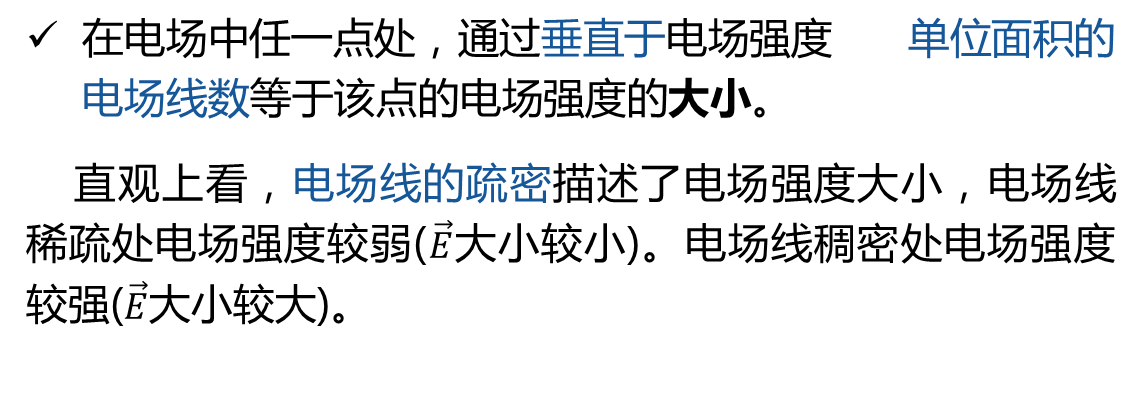 ✓ 在电场中任一点处，通过垂直于电场强度 单位面积的
电场线数等于该点的电场强度的大小。
直观上看，电场线的疏密描述了电场强度大小，电场线
稀疏处电场强度较弱(E⃗大小较小)。电场线稠密处电场强度
较强(E⃗大小较大)。